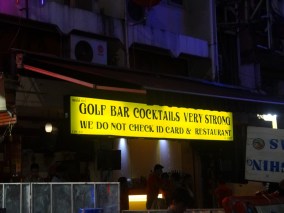 GOLF BAR COCKTAILS VERY STRONG
WE DO NOT CHECK ID CARD & RESTAURANT